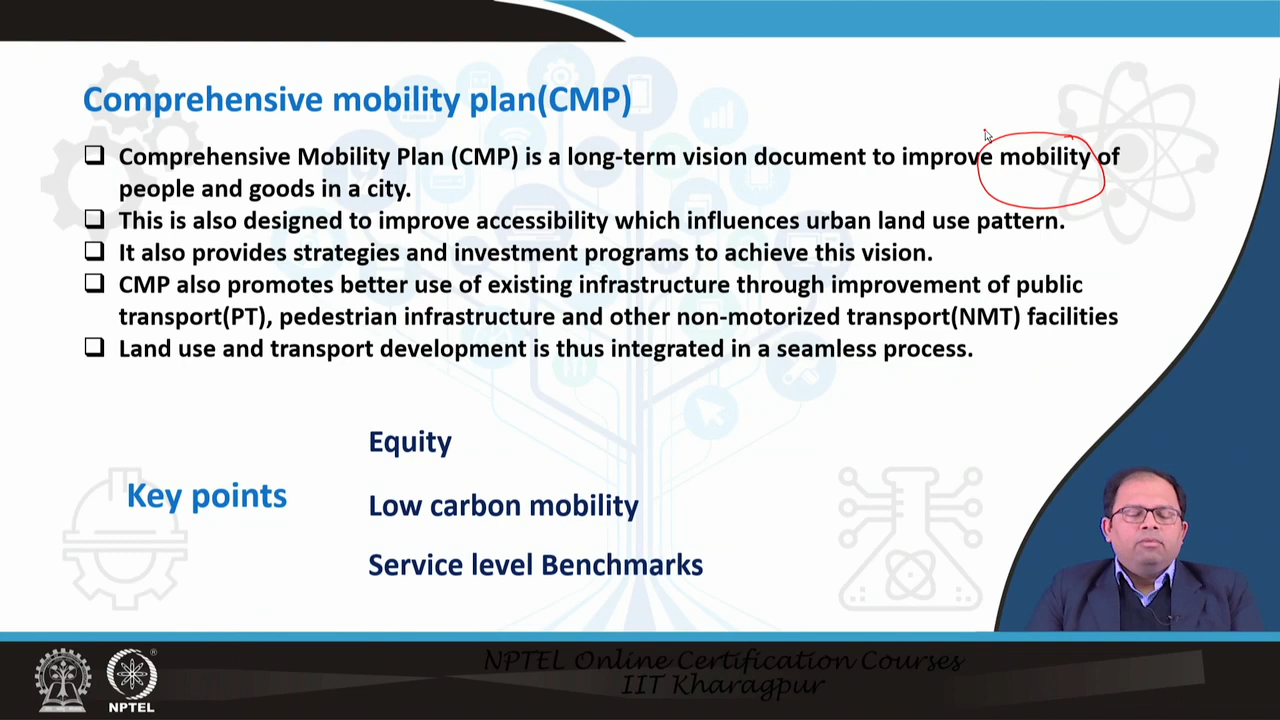 Comprehensive mobility plan(CMP)
❑ Comprehensive Mobility Plan (CMP) is a long-term vision document to improve mobility of
people and goods in a city.
❑ This is also designed to improve accessibility which influences urban land use pattern.
❑ It also provides strategies and investment programs to achieve this vision.
❑ CMP also promotes better use of existing infrastructure through improvement of public
transport(PT), pedestrian infrastructure and other non-motorized transport(NMT) facilities
❑ Land use and transport development is thus integrated in a seamless process.
Equity
Key points
Low carbon mobility
Service level Benchmarks
NPTEL Online Certification Courses
IIT Kharagpur
NPTEL